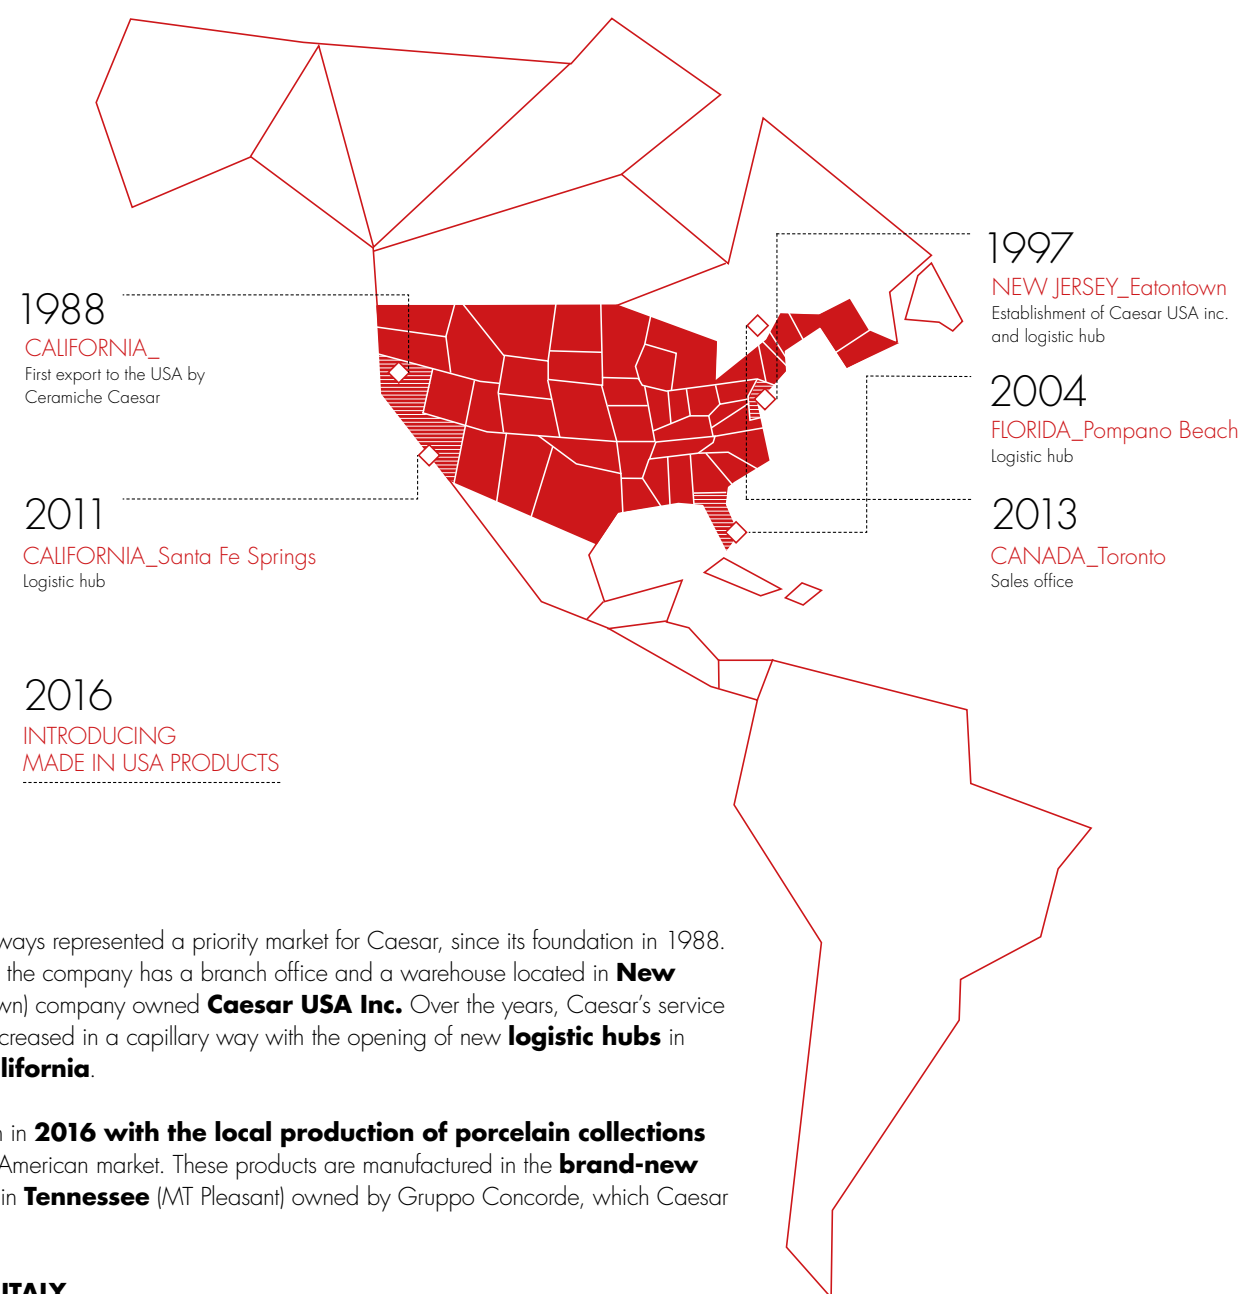 1988
CALIFORNIA_
First export to the USA by
Ceramiche Caesar
2011
CALIFORNIA_Santa Fe Springs
Logistic hub
2016
INTRODUCING
MADE IN USA PRODUCTS
1997
NEW JERSEY_Eatontown
Establishment of Caesar USA inc.
and logistic hub
2004
FLORIDA_Pompano Beach
Logistic hub
2013
CANADA_Toronto
Sales office
ways represented a priority market for Caesar, since its foundation in 1988.
the company has a branch office and a warehouse located in New
wn) company owned Caesar USA Inc. Over the years, Caesar’s service
creased in a capillary way with the opening of new logistic hubs in
lifornia.
n in 2016 with the local production of porcelain collections
American market. These products are manufactured in the brand-new
in Tennessee (MT Pleasant) owned by Gruppo Concorde, which Caesar
ITALY